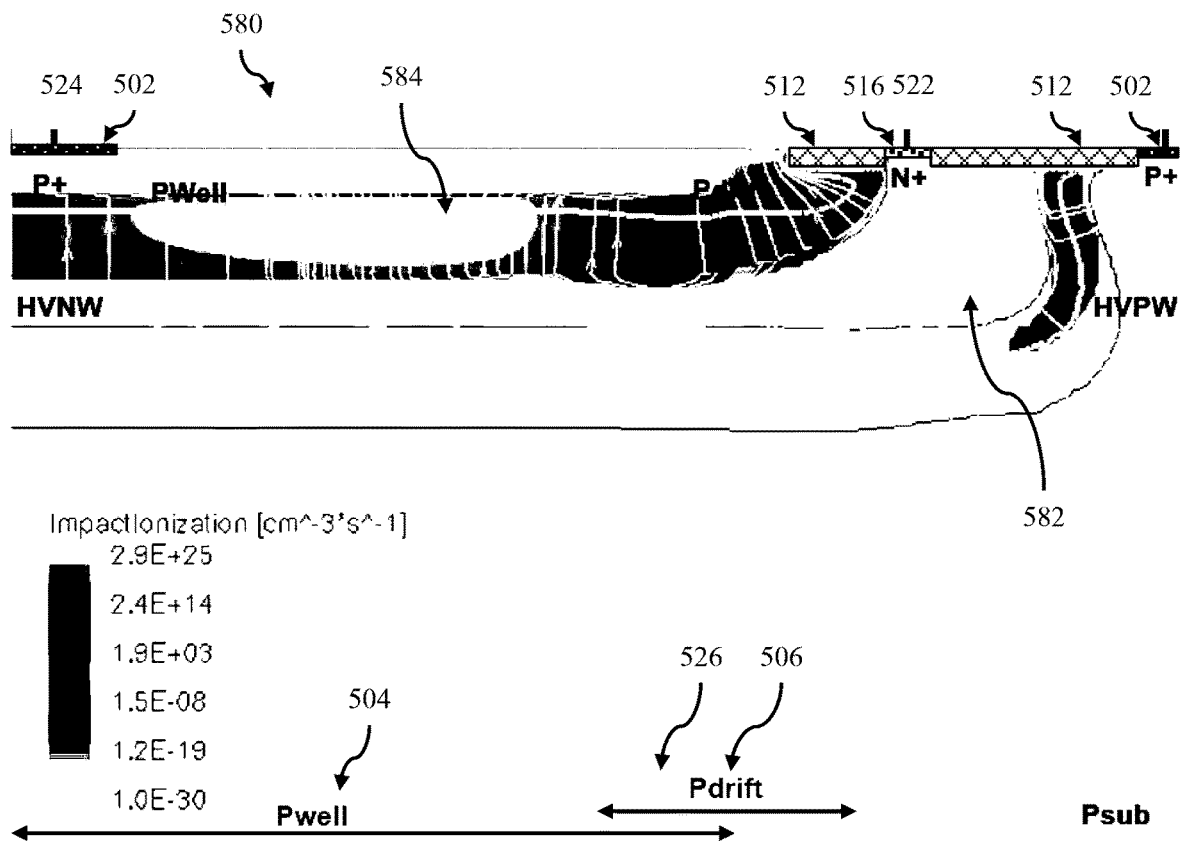 580
584
524 502 512 516 522 512 502
P+ PWell P N+ P+
HVNW HVPW
582
ImpactIonization [cm^-3*s^-1]
2.9E+25
2.4E+14
1.9E+03
1.5E-08
1.2E-19
1.0E-30
526 506
504
Pdrift
Pwell Psub